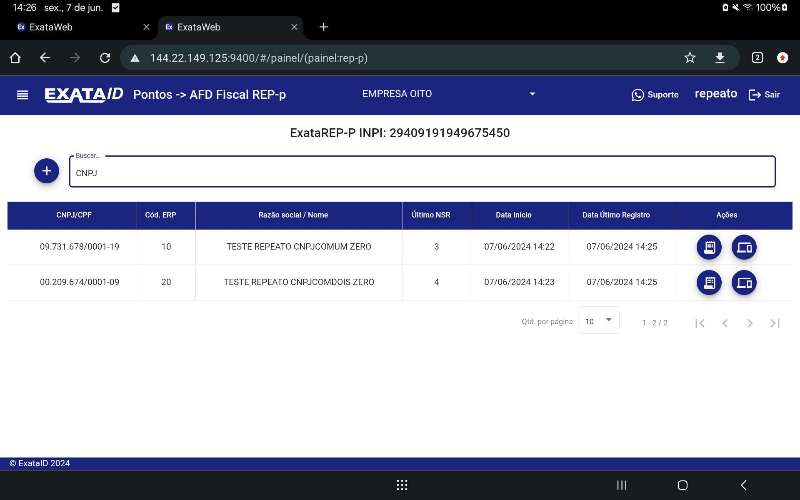 14:26 sex., 7 de jun.
100%
ExataWeb
ExataWeb
144.22.149.125:9400/#/painel/(painel:rep-p)
2
EXATAID Pontos -> AFD Fiscal REP-p EMPRESA OITO Suporte repeato Sair
ExataREP-P INPI: 29409191949675450
Buscar...
CNPJ
CNPJ/CPF Cód. ERP Razão social / Nome Último NSR Data Inicio Data Útimo Registro Ações
09.731.678/0001-19 10 TESTE REPEATO CNPJCOMUM ZERO 3 07/06/2024 14:22 07/06/2024 14:25
00.209.674/0001-09 20 TESTE REPEATO CNPJCOMDOIS ZERO 4 07/06/2024 14:23 07/06/2024 14:25
Qtd. por página: 10 1 - 2 / 2
© ExataID 2024